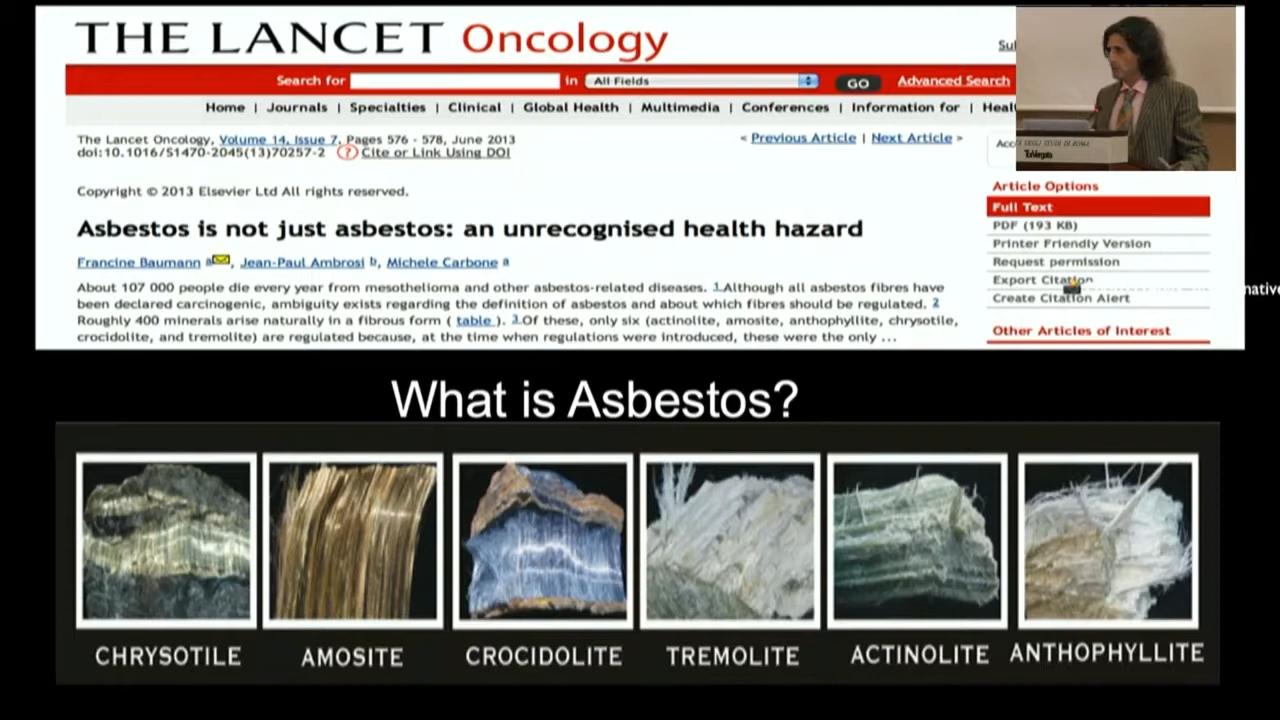 THE LANCET Oncology
Search for in All Fields GO Advanced Search
Home | Journals | Specialties | Clinical | Global Health | Multimedia | Conferences | Information for |
The Lancet Oncology, Volume 14, Issue 7, Pages 576 - 578, June 2013
< Previous Article | Next Article >
doi:10.1016/S1470-2045(13)70257-2 ? Cite or Link Using DOI
Copyright © 2013 Elsevier Ltd All rights reserved.
Asbestos is not just asbestos: an unrecognised health hazard
Francine Baumann a, Jean-Paul Ambrosi b, Michele Carbone a
About 107 000 people die every year from mesothelioma and other asbestos-related diseases. 1 Although all asbestos fibres have
been declared carcinogenic, ambiguity exists regarding the definition of asbestos and about which fibres should be regulated. 2
Roughly 400 minerals arise naturally in a fibrous form ( table ). 3 Of these, only six (actinolite, amosite, anthophyllite, chrysotile,
crocidolite, and tremolite) are regulated because, at the time when regulations were introduced, these were the only ...
Article Options
Full Text
PDF (193 KB)
Printer Friendly Version
Request permission
Export Citation
Create Citation Alert
Other Articles of Interest
TorVergata
What is Asbestos?
CHRYSOTILE
AMOSITE
CROCIDOLITE
TREMOLITE
ACTINOLITE
ANTHOPHYLLITE